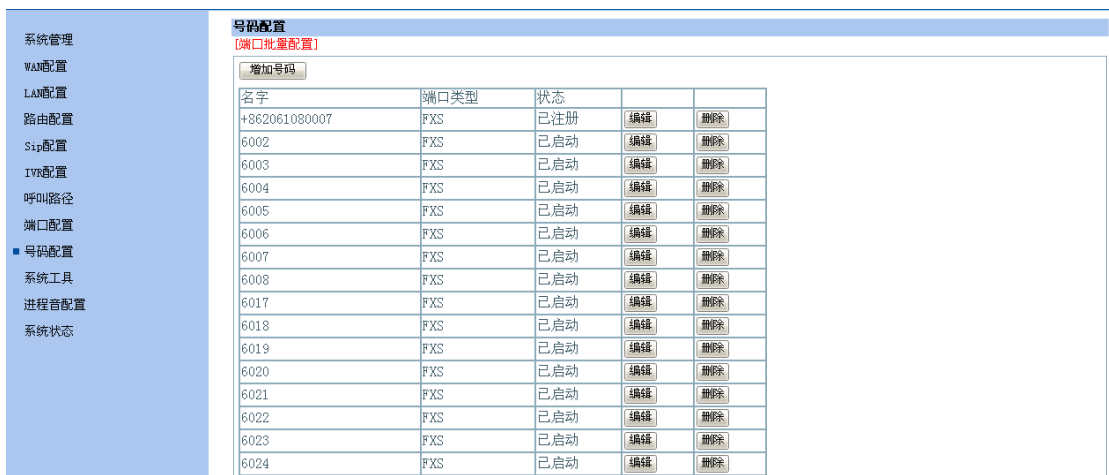 系统管理
WAN配置
LAN配置
路由配置
Sip配置
IVR配置
呼叫路径
端口配置
号码配置
系统工具
进程音配置
系统状态
号码配置
[端口批量配置]
增加号码
名字 端口类型 状态
+862061080007 FXS 已注册 编辑 删除
6002 FXS 已启动 编辑 删除
6003 FXS 已启动 编辑 删除
6004 FXS 已启动 编辑 删除
6005 FXS 已启动 编辑 删除
6006 FXS 已启动 编辑 删除
6007 FXS 已启动 编辑 删除
6008 FXS 已启动 编辑 删除
6017 FXS 已启动 编辑 删除
6018 FXS 已启动 编辑 删除
6019 FXS 已启动 编辑 删除
6020 FXS 已启动 编辑 删除
6021 FXS 已启动 编辑 删除
6022 FXS 已启动 编辑 删除
6023 FXS 已启动 编辑 删除
6024 FXS 已启动 编辑 删除